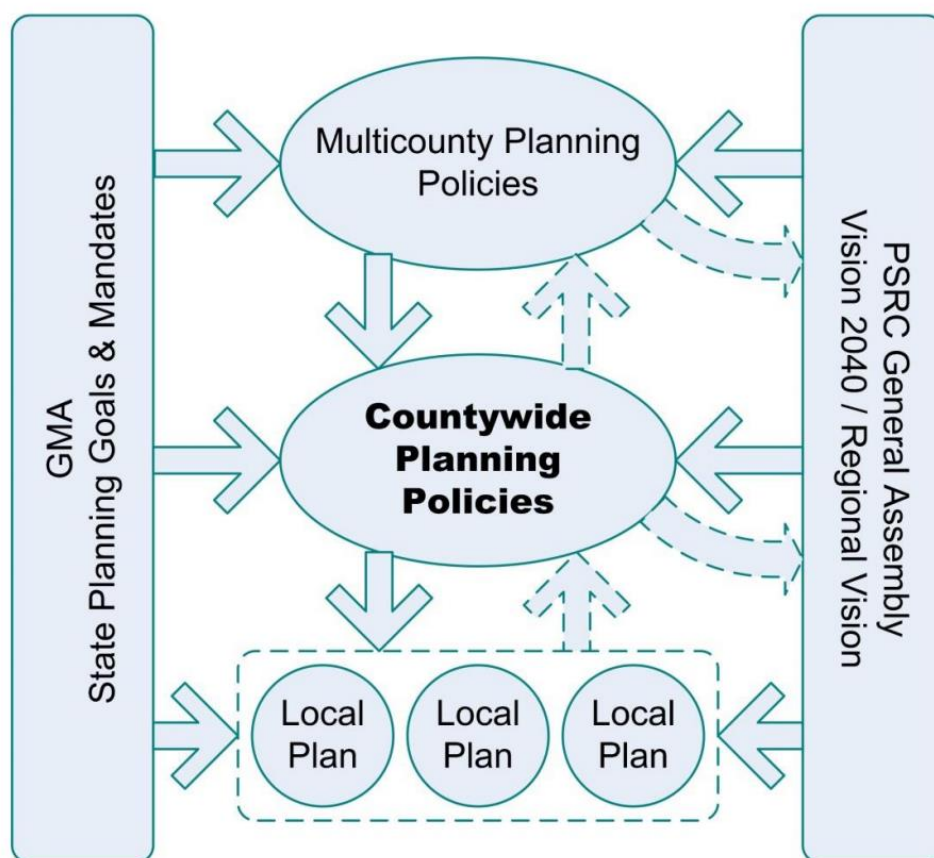 GMA
State Planning Goals & Mandates
Multicounty Planning
Policies
Countywide
Planning
Policies
Local
Plan
Local
Plan
Local
Plan
PSRC General Assembly
Vision 2040 / Regional Vision